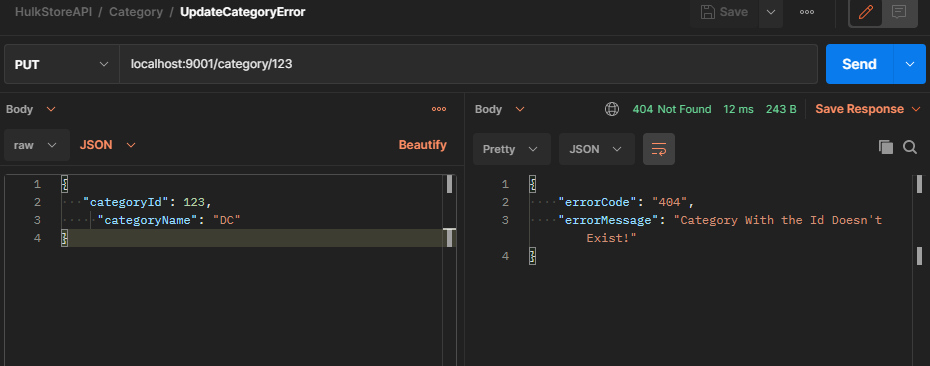 HulkStoreAPI / Category / UpdateCategoryError
Save
PUT
localhost:9001/category/123
Send
Body
raw
JSON
Beautify
1 {
2 "categoryId": 123,
3 "categoryName": "DC"
4 }
Body
404 Not Found 12 ms 243 B Save Response
Pretty
JSON
1 {
2 "errorCode": "404",
3 "errorMessage": "Category With the Id Doesn't
Exist!"
4 }